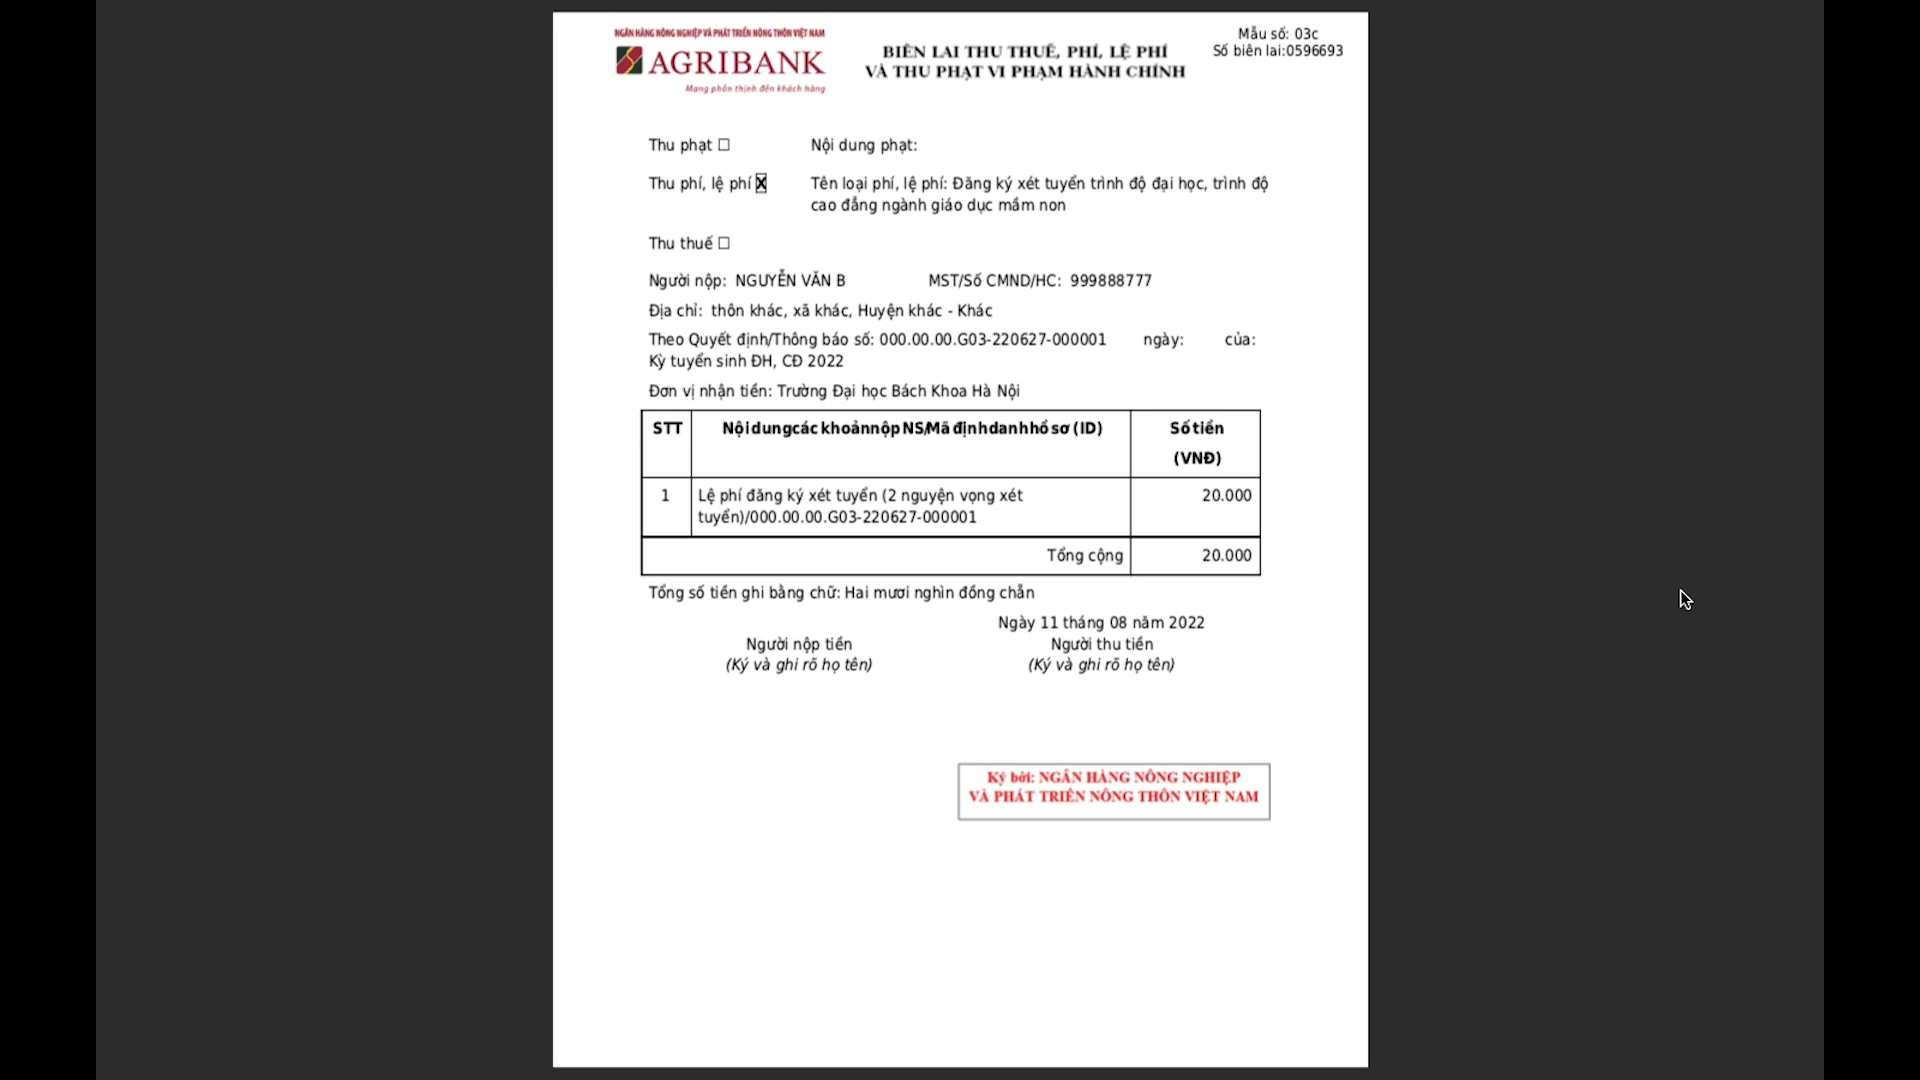 NGÂN HÀNG NÔNG NGHIỆP VÀ PHÁT TRIỂN NÔNG THÔN VIỆT NAM
AGRIBANK
Mang phồn thịnh đến khách hàng
BIÊN LAI THU THUẾ, PHÍ, LỆ PHÍ
VÀ THU PHẠT VI PHẠM HÀNH CHÍNH
Mẫu số: 03c
Số biên lai:0596693
Thu phạt ☐ Nội dung phạt:
Thu phí, lệ phí X Tên loại phí, lệ phí: Đăng ký xét tuyển trình độ đại học, trình độ
cao đẳng ngành giáo dục mầm non
Thu thuế ☐
Người nộp: NGUYỄN VĂN B MST/Số CMND/HC: 999888777
Địa chỉ: thôn khác, xã khác, Huyện khác - Khác
Theo Quyết định/Thông báo số: 000.00.00.G03-220627-000001 ngày: của:
Kỳ tuyển sinh ĐH, CĐ 2022
Đơn vị nhận tiền: Trường Đại học Bách Khoa Hà Nội
STT Nội dung các khoản nộp NS/Mã định danh hồ sơ (ID) Số tiền
(VNĐ)
1 Lệ phí đăng ký xét tuyển (2 nguyện vọng xét 20.000
tuyển)/000.00.00.G03-220627-000001
Tổng cộng 20.000
Tổng số tiền ghi bằng chữ: Hai mươi nghìn đồng chẵn
Ngày 11 tháng 08 năm 2022
Người nộp tiền Người thu tiền
(Ký và ghi rõ họ tên) (Ký và ghi rõ họ tên)
Ký bởi: NGÂN HÀNG NÔNG NGHIỆP
VÀ PHÁT TRIỂN NÔNG THÔN VIỆT NAM